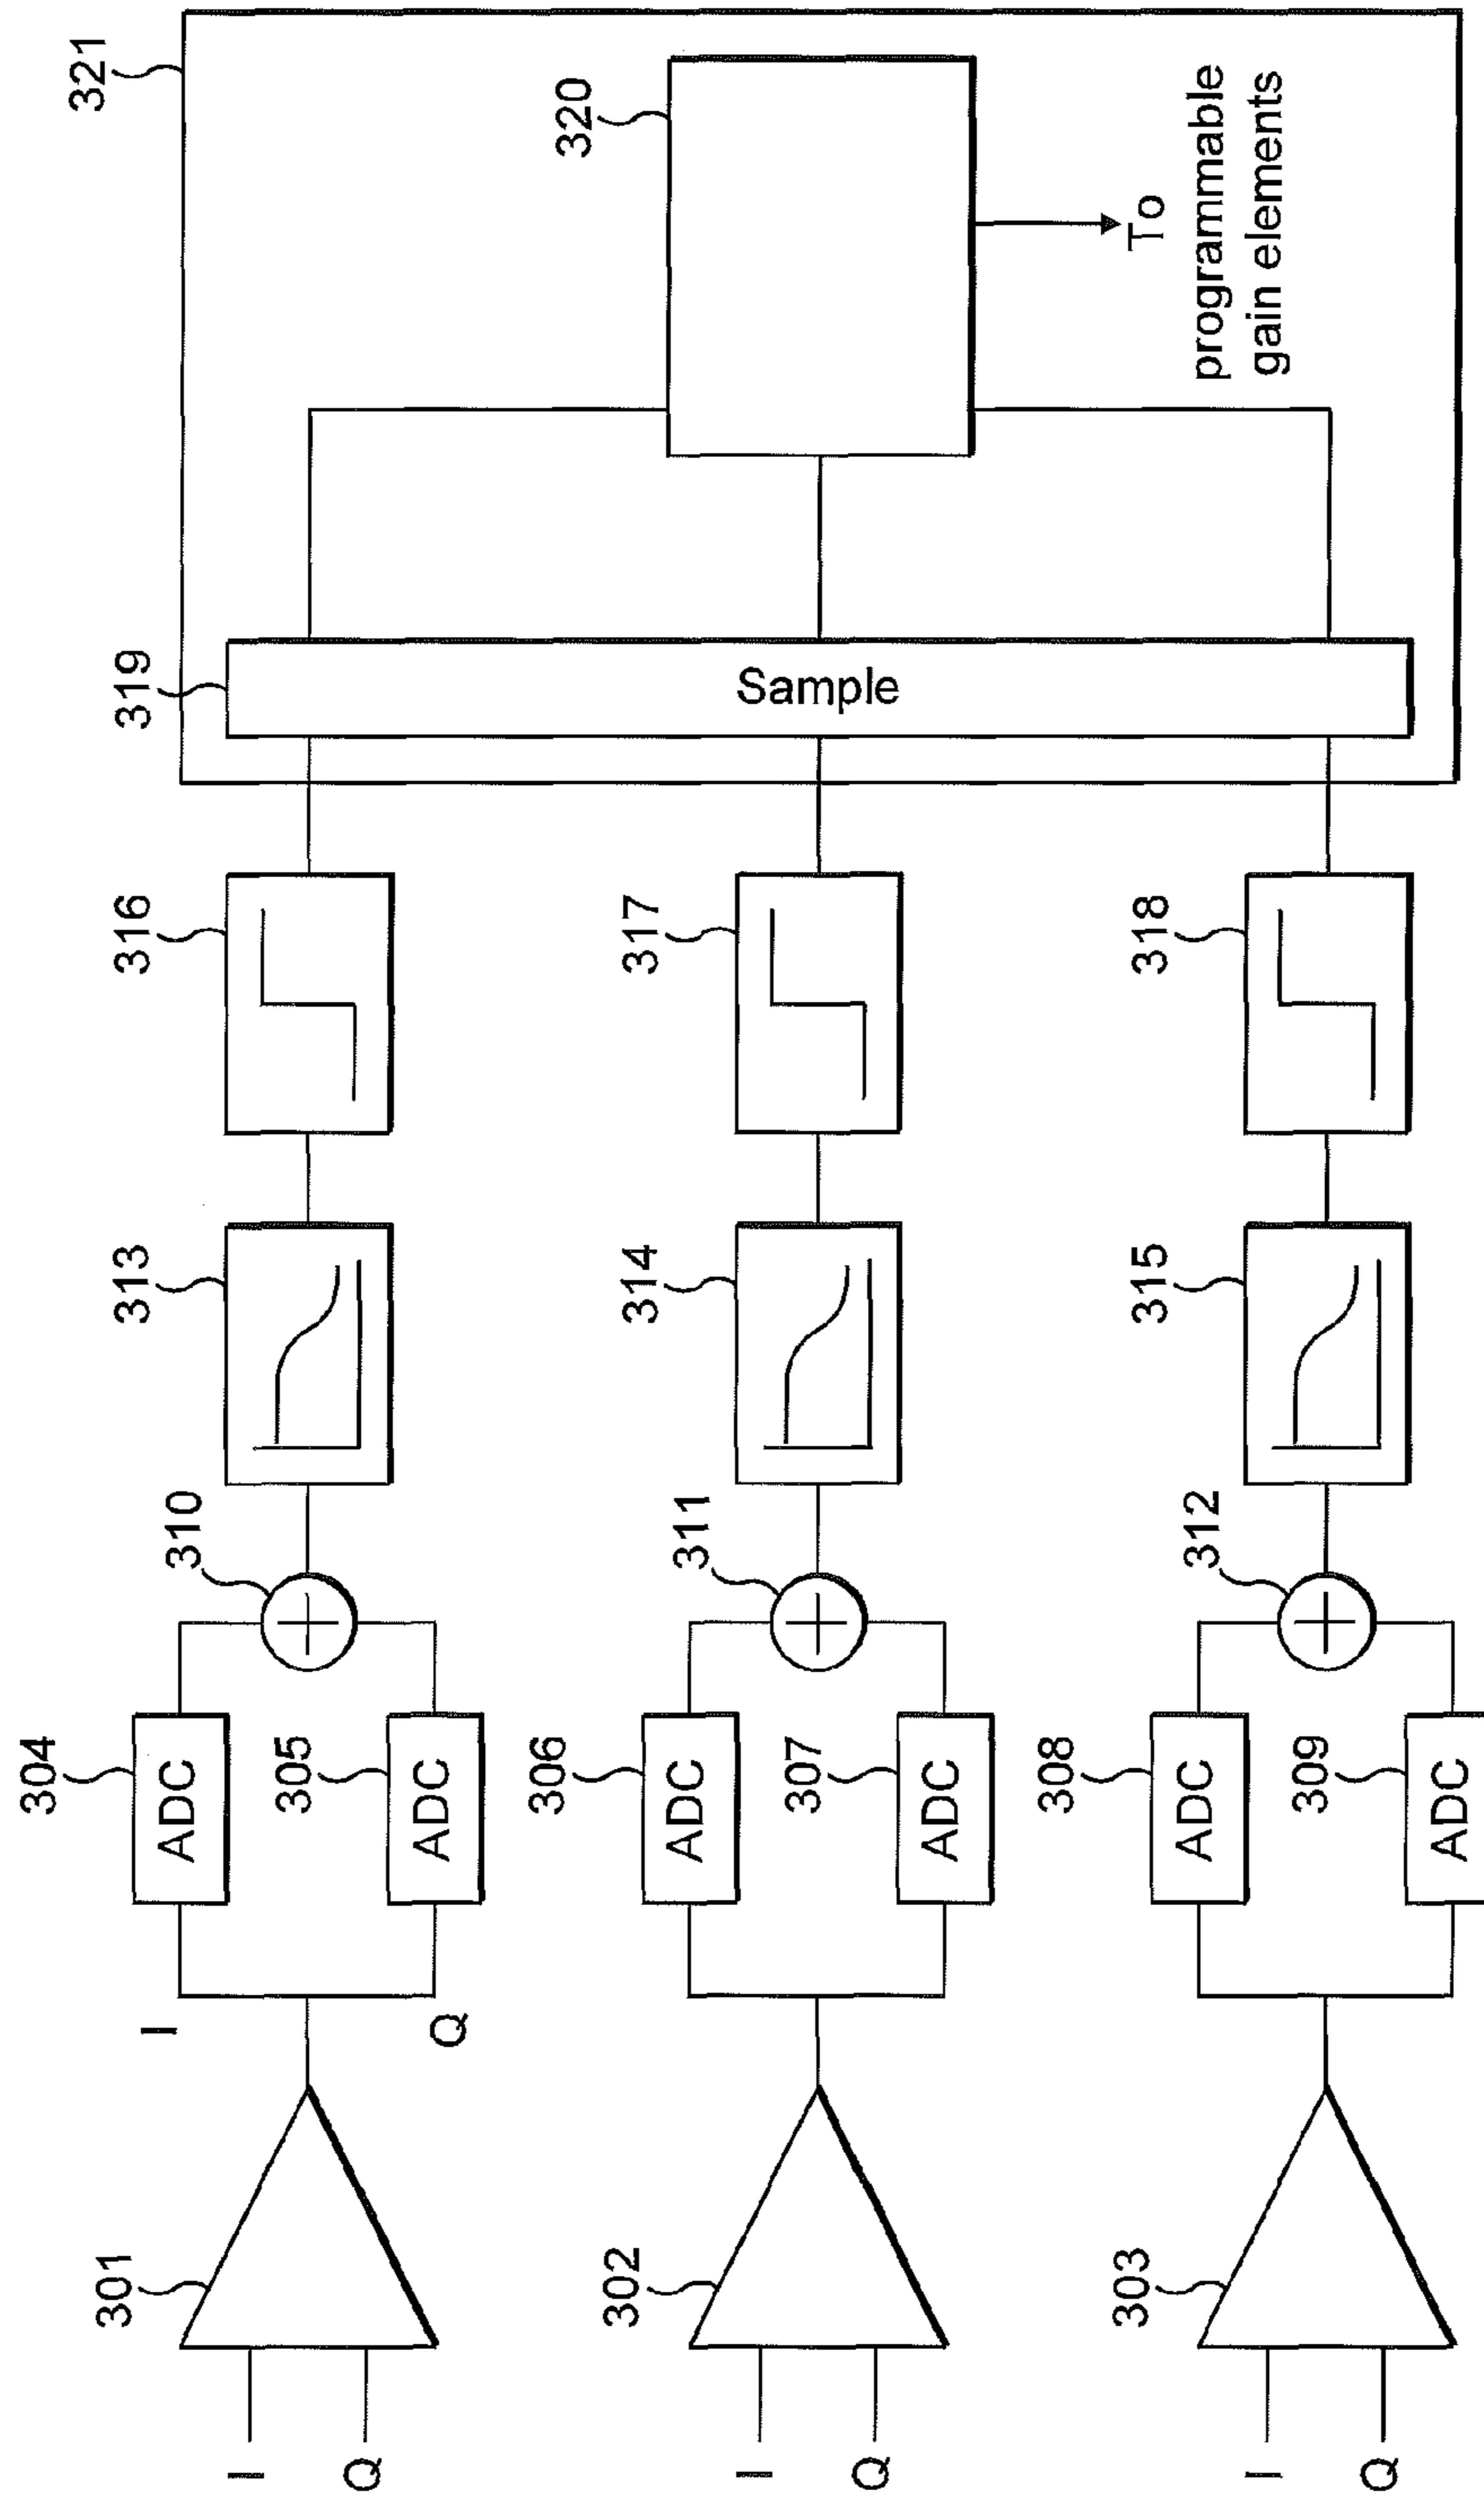 I
Q
301
I
Q
304
ADC
305
ADC
310
313
316
319
Sample
321
320
To
programmable
gain elements
I
Q
302
306
ADC
307
ADC
311
314
317
I
Q
303
308
ADC
309
ADC
312
315
318